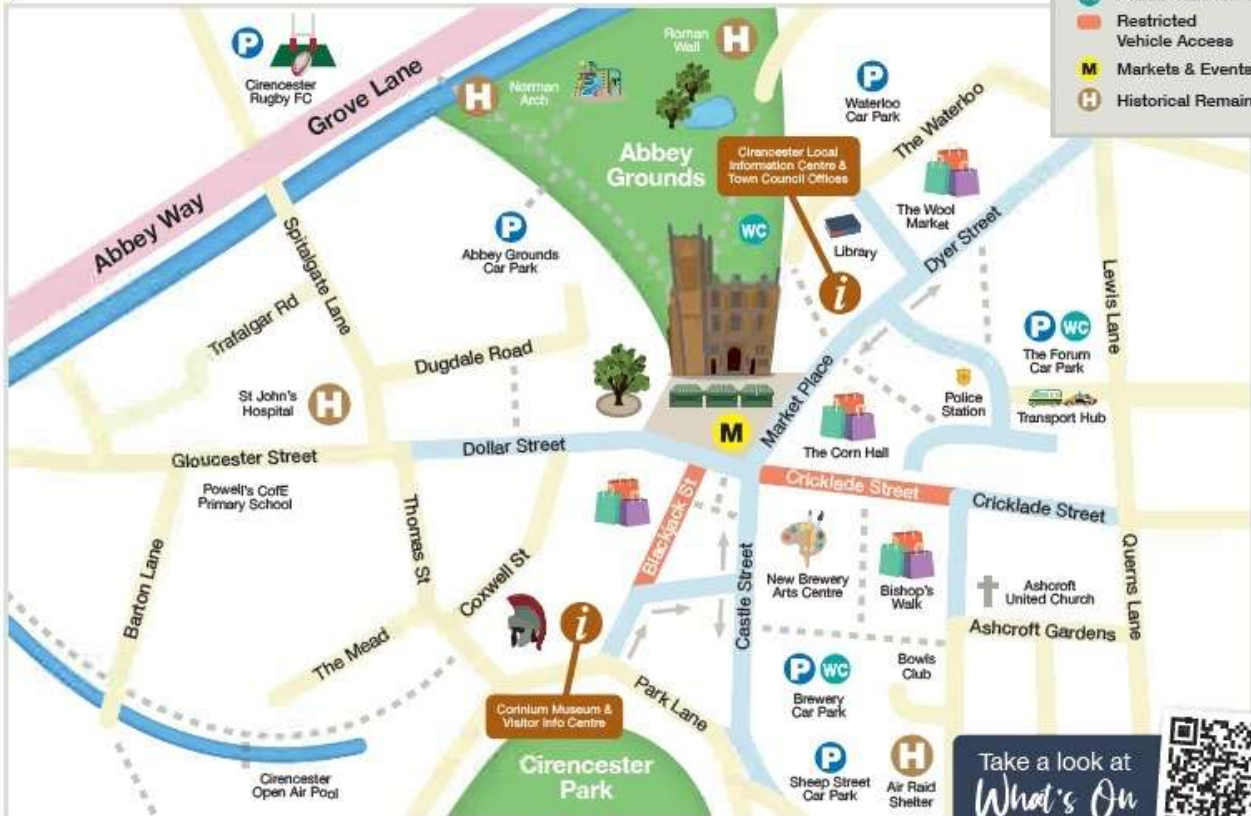 Restricted
Vehicle Access
M Markets & Events
H Historical Remain
P
Cirencester
Rugby FC
Grove Lane
Abbey Way
H
Norman
Arch
Roman
Wall
H
Abbey
Grounds
P
Waterloo
Car Park
The Waterloo
Cirencester Local
Information Centre &
Town Council Offices
The Wool
Market
WC
Library
i
Dyer Street
P
Abbey Grounds
Car Park
Spitalgate Lane
Trafalgar Rd
Dugdale Road
St John's
Hospital
H
Lewis Lane
P WC
The Forum
Car Park
Police
Station
Transport Hub
Market Place
M
The Corn Hall
Dollar Street
Gloucester Street
Powell's CofE
Primary School
Cricklade Street
Cricklade Street
Blackjack St
Thomas St
Coxwell St
Castle Street
New Brewery
Arts Centre
Bishop's
Walk
Ashcroft
United Church
Querns Lane
Ashcroft Gardens
Barton Lane
The Mead
i
Corinium Museum &
Visitor Info Centre
Park Lane
P WC
Brewery
Car Park
Bowls
Club
Cirencester
Open Air Pool
Cirencester
Park
P
Sheep Street
Car Park
H
Air Raid
Shelter
Take a look at
What's On